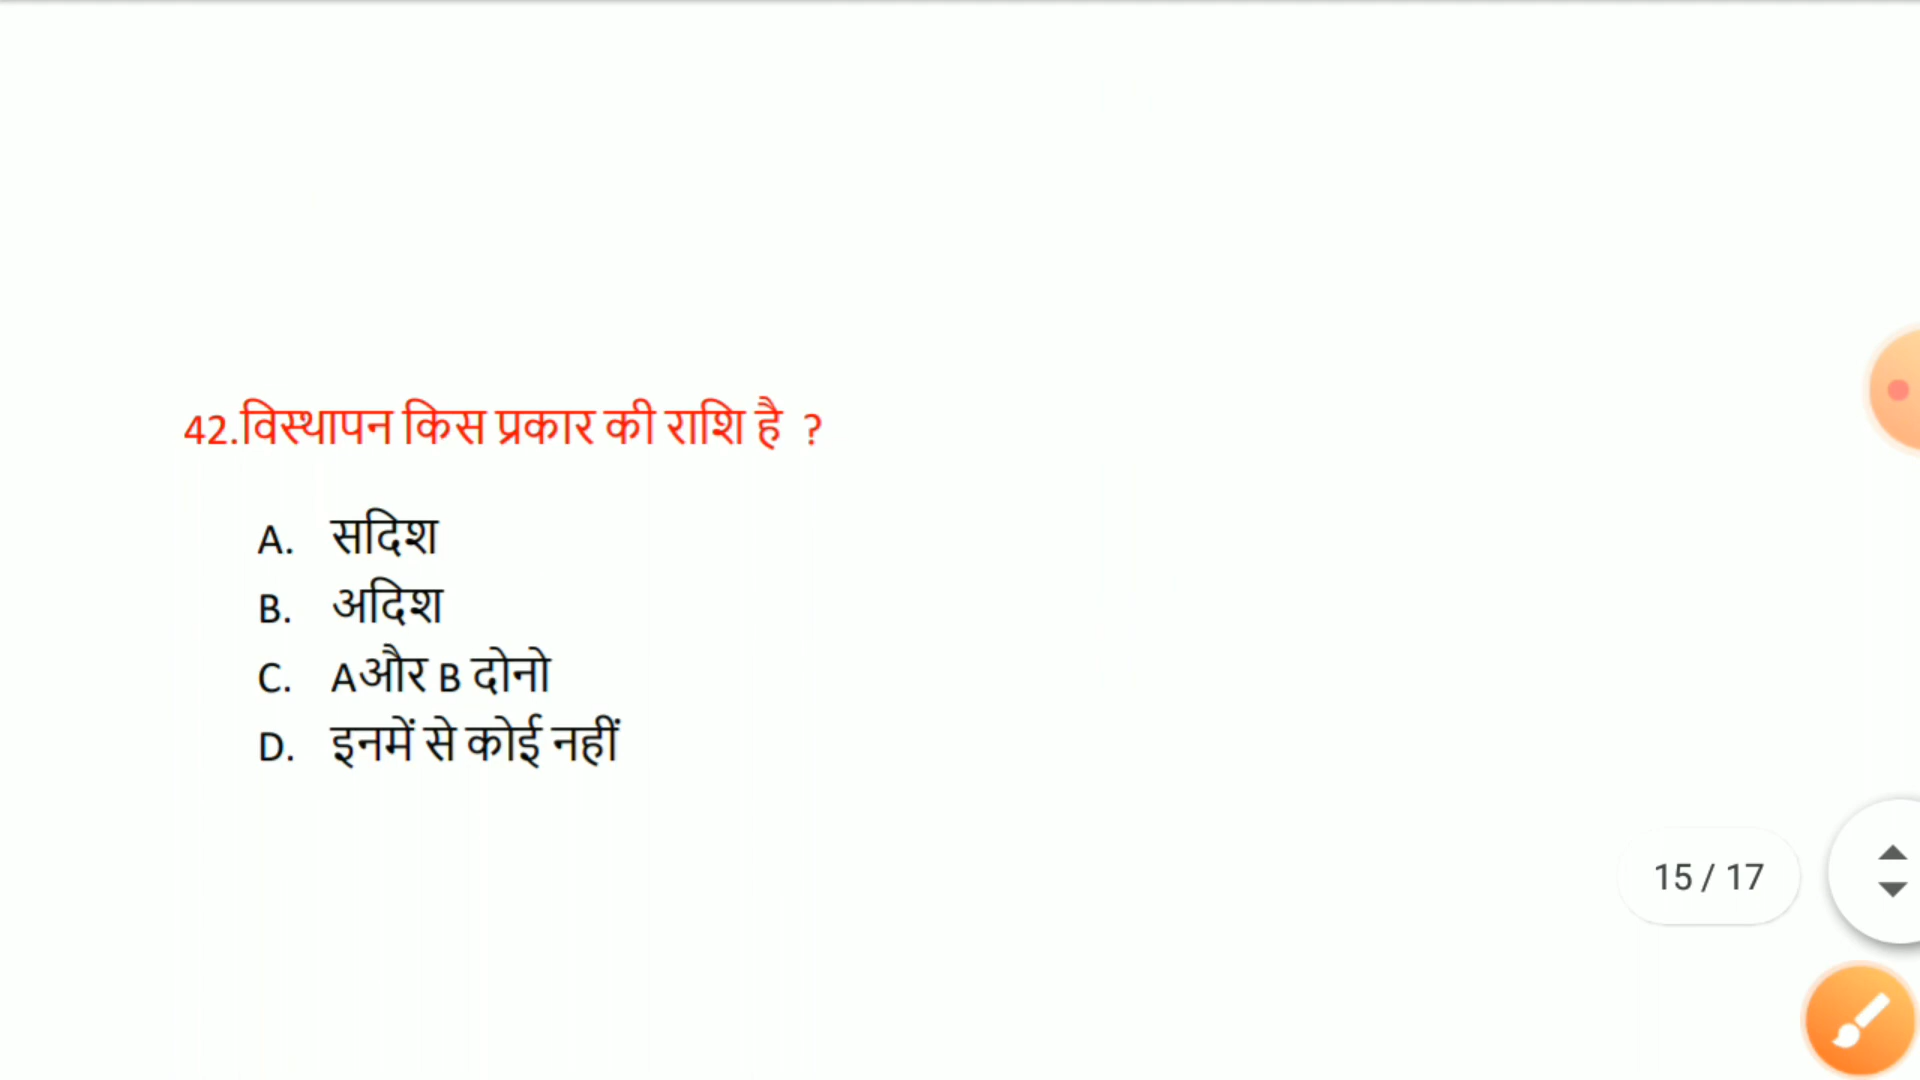 42.विस्थापन किस प्रकार की राशि है ?
A. सदिश
B. अदिश
C. Aऔर B दोनो
D. इनमें से कोई नहीं
15 / 17